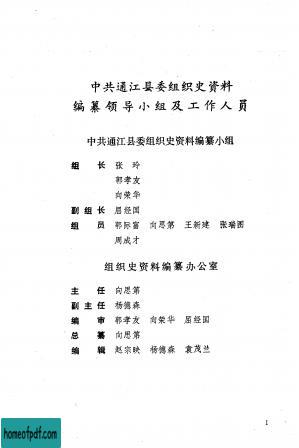 中共通江县委组织史资料
编纂领导小组及工作人员
中共通江县委组织史资料编纂小组
组 长 张 玲
郭孝友
向荣华
副组长 屈经国
组 员 郭际富 向思第 王新建 张瑞图
周成才
组织史资料编纂办公室
主 任 向思第
副主任 杨德森
编 审 郭孝友 向荣华 屈经国
总 纂 向思第
编 辑 赵宗映 杨德森 袁茂兰
1
homeofpdf.com